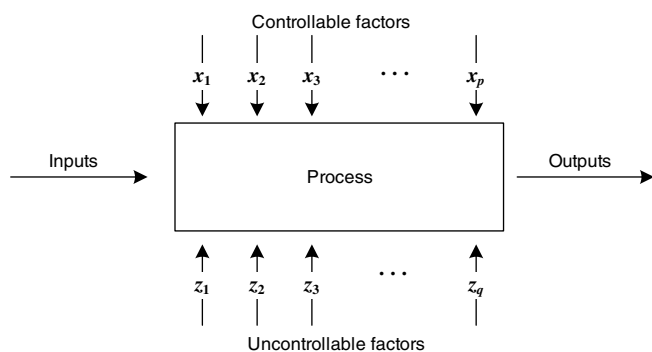 Controllable factors
x1 x2 x3 ... xp
Inputs Process Outputs
z1 z2 z3 ... zq
Uncontrollable factors